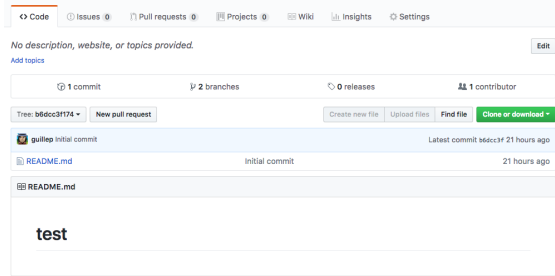 Code Issues 0 Pull requests 0 Projects 0 Wiki Insights Settings
No description, website, or topics provided. Edit
Add topics
1 commit 2 branches 0 releases 1 contributor
Tree: b6dcc3f174 New pull request Create new file Upload files Find file Clone or download
guillep Initial commit Latest commit b6dcc3f 21 hours ago
README.md Initial commit 21 hours ago
README.md
test